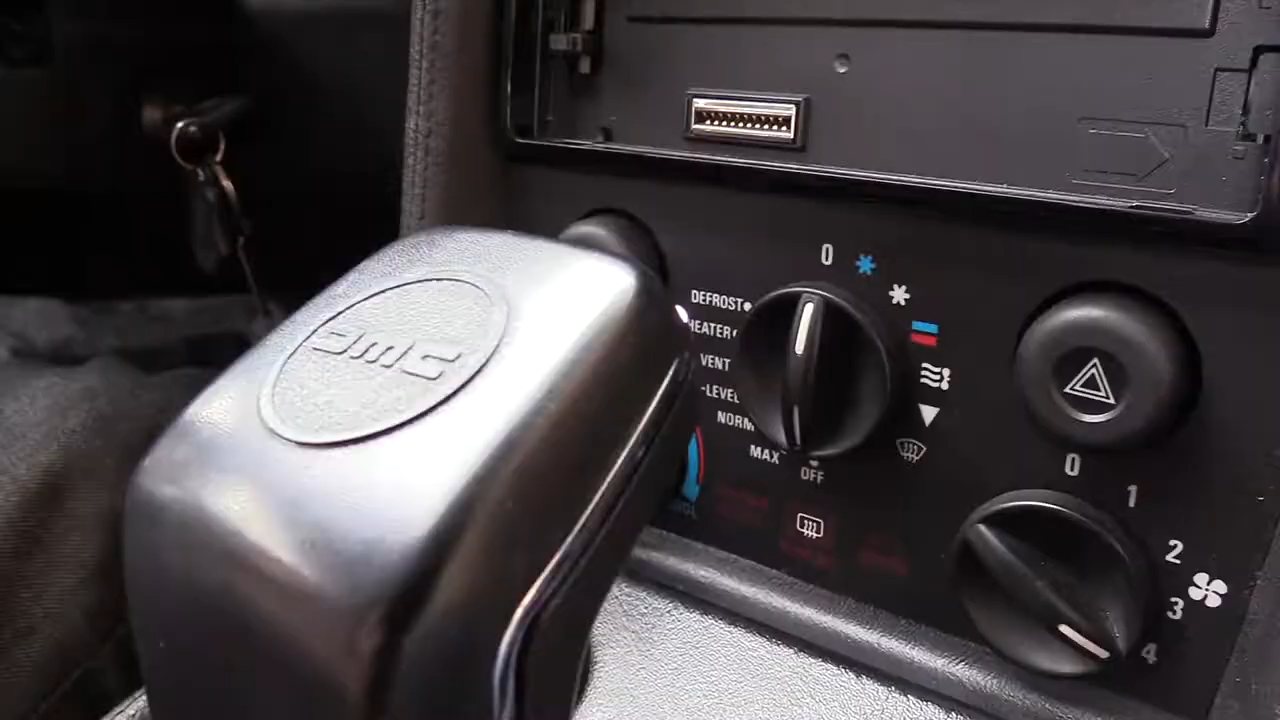 DMC
0
DEFROST
HEATER
VENT
-LEVEL
NORM
MAX
OFF
0
1
2
3
4